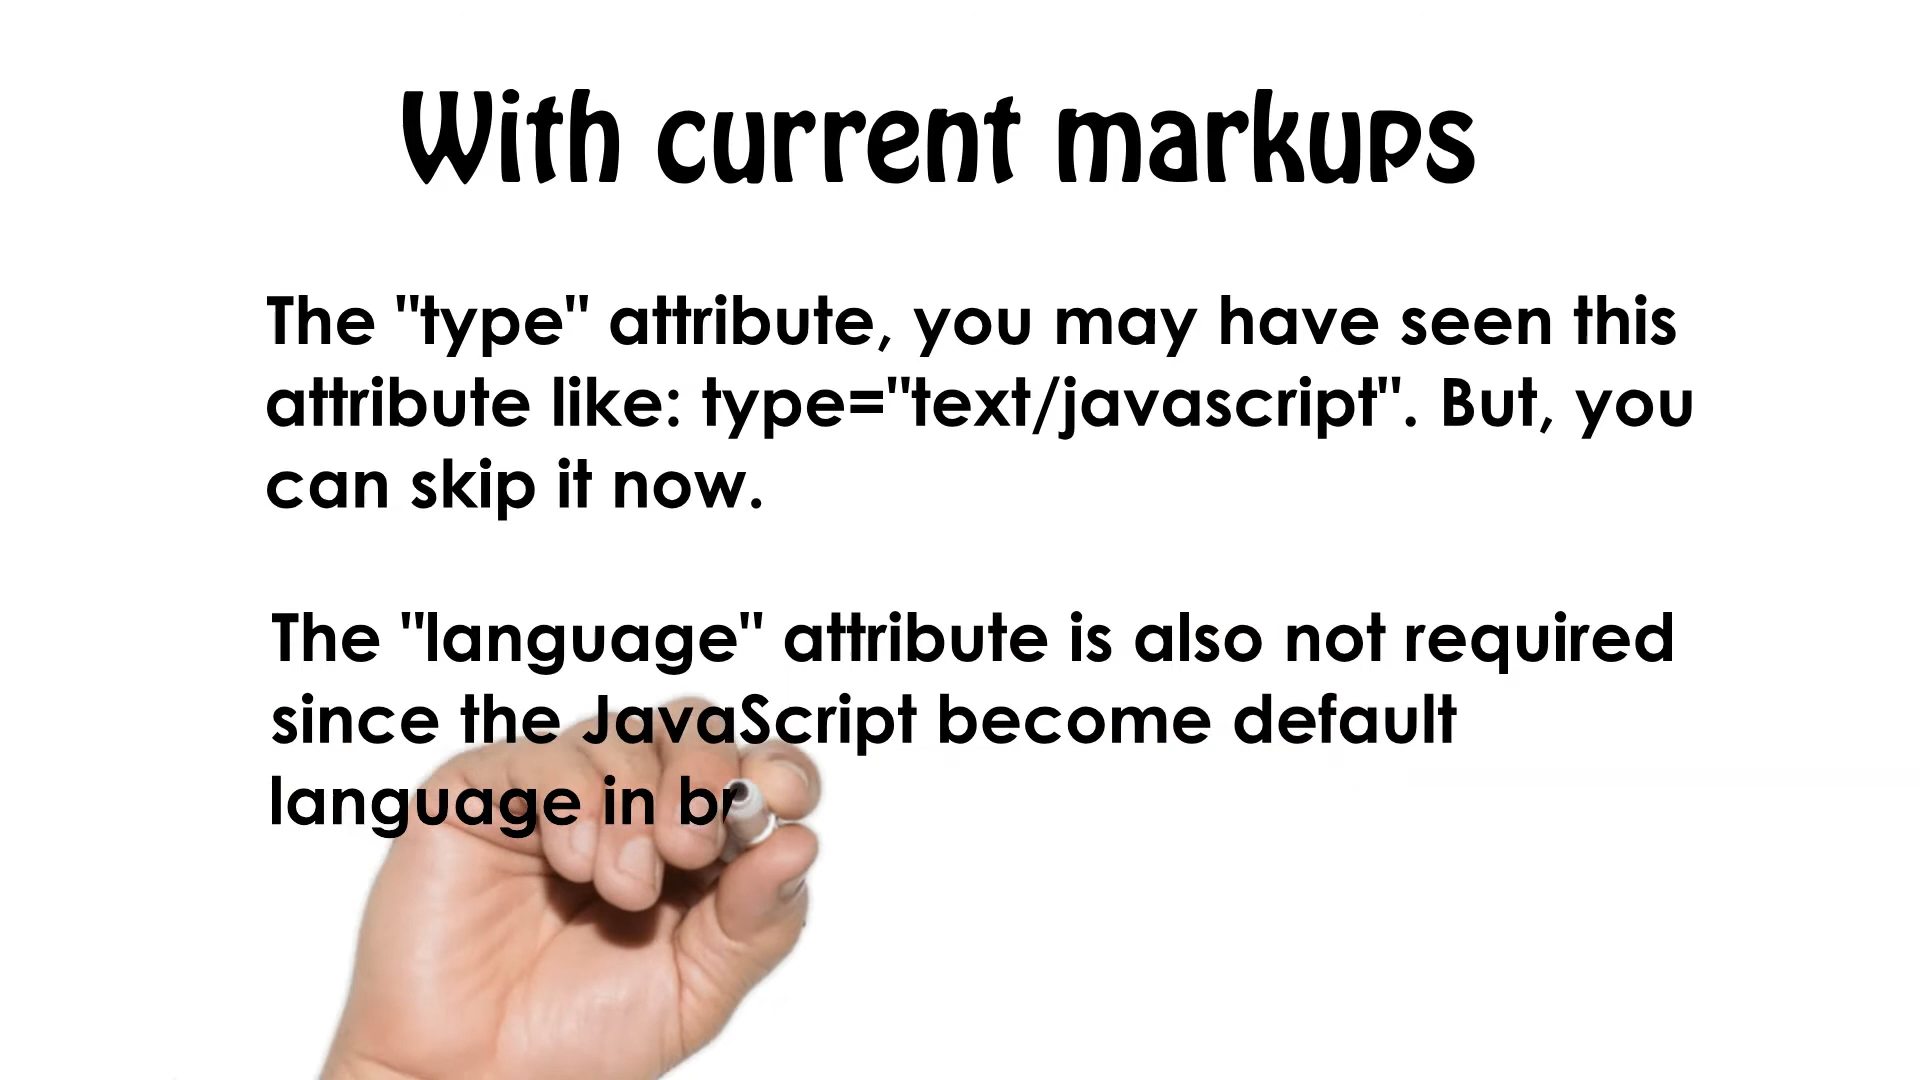 With current markups
The "type" attribute, you may have seen this
attribute like: type="text/javascript". But, you
can skip it now.
The "language" attribute is also not required
since the JavaScript become default
language in br